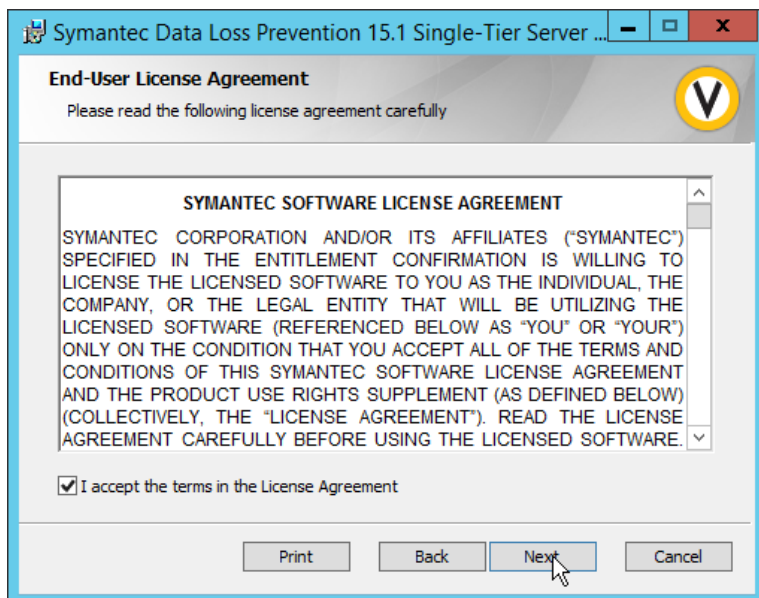 Symantec Data Loss Prevention 15.1 Single-Tier Server ...
End-User License Agreement
Please read the following license agreement carefully
SYMANTEC SOFTWARE LICENSE AGREEMENT
SYMANTEC CORPORATION AND/OR ITS AFFILIATES (“SYMANTEC”)
SPECIFIED IN THE ENTITLEMENT CONFIRMATION IS WILLING TO
LICENSE THE LICENSED SOFTWARE TO YOU AS THE INDIVIDUAL, THE
COMPANY, OR THE LEGAL ENTITY THAT WILL BE UTILIZING THE
LICENSED SOFTWARE (REFERENCED BELOW AS “YOU” OR “YOUR”)
ONLY ON THE CONDITION THAT YOU ACCEPT ALL OF THE TERMS AND
CONDITIONS OF THIS SYMANTEC SOFTWARE LICENSE AGREEMENT
AND THE PRODUCT USE RIGHTS SUPPLEMENT (AS DEFINED BELOW)
(COLLECTIVELY, THE “LICENSE AGREEMENT”). READ THE LICENSE
AGREEMENT CAREFULLY BEFORE USING THE LICENSED SOFTWARE.
I accept the terms in the License Agreement
Print Back Next Cancel